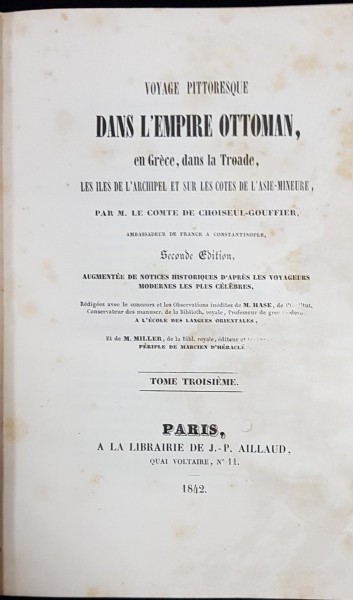 VOYAGE PITTORESQUE
DANS L'EMPIRE OTTOMAN,
en Grèce, dans la Troade,
LES ILES DE L'ARCHIPEL ET SUR LES COTES DE L'ASIE-MINEURE,
PAR M. LE COMTE DE CHOISEUL-GOUFFIER,
AMBASSADEUR DE FRANCE A CONSTANTINOPLE,
Seconde Edition,
AUGMENTÉE DE NOTICES HISTORIQUES D'APRÈS LES VOYAGEURS
MODERNES LES PLUS CÉLÈBRES,
Rédigées avec le concours et les Observations inédites de M. HASE, de
Conservateur des manuscr. de la Biblioth. royale, Professeur de grec
A L'ÉCOLE DES LANGUES ORIENTALES,
Et de M. MILLER, de la Bibl. royale, éditeur et
PÉRIPLE DE MARCIEN D'HÉRACLÉ
TOME TROISIÈME.
PARIS,
A LA LIBRAIRIE DE J.-P. AILLAUD,
QUAI VOLTAIRE, N° 11.
1842.